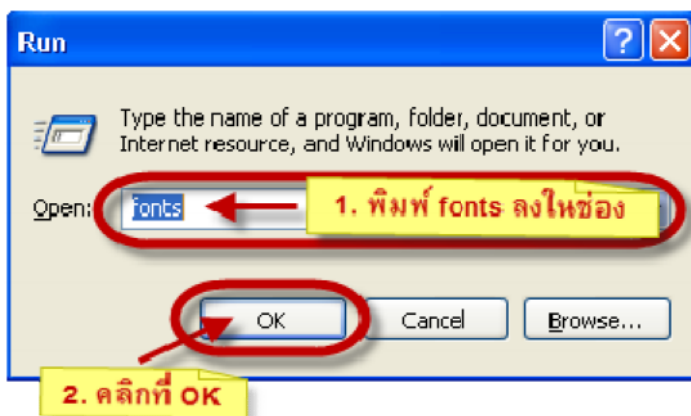 Run
Type the name of a program, folder, document, or
Internet resource, and Windows will open it for you.
Open: fonts
1. พิมพ์ fonts ลงในช่อง
OK Cancel Browse...
2. คลิกที่ OK